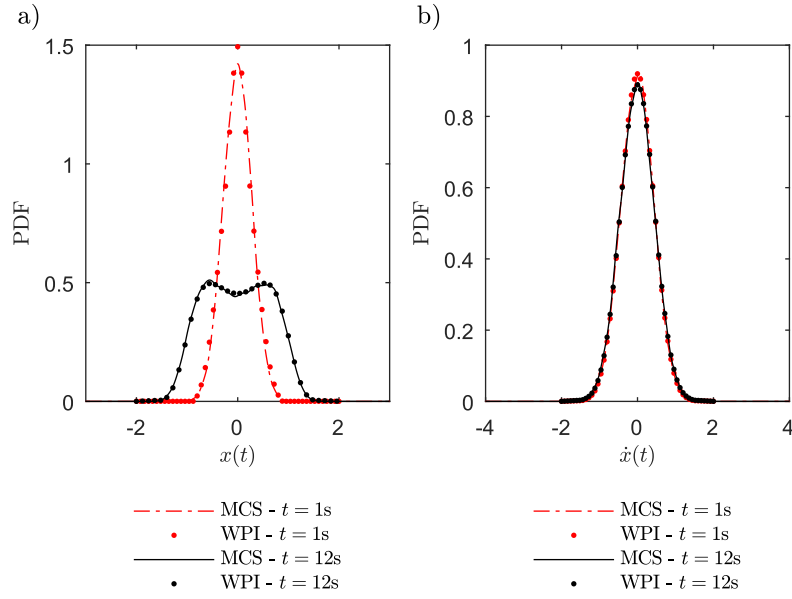 a)
1.5
1
0.5
0
PDF
-2
0
2
x(t)
MCS - t = 1s
WPI - t = 1s
MCS - t = 12s
WPI - t = 12s
b)
1
0.8
0.6
0.4
0.2
0
PDF
-4
-2
0
2
4
ẋ(t)
MCS - t = 1s
WPI - t = 1s
MCS - t = 12s
WPI - t = 12s